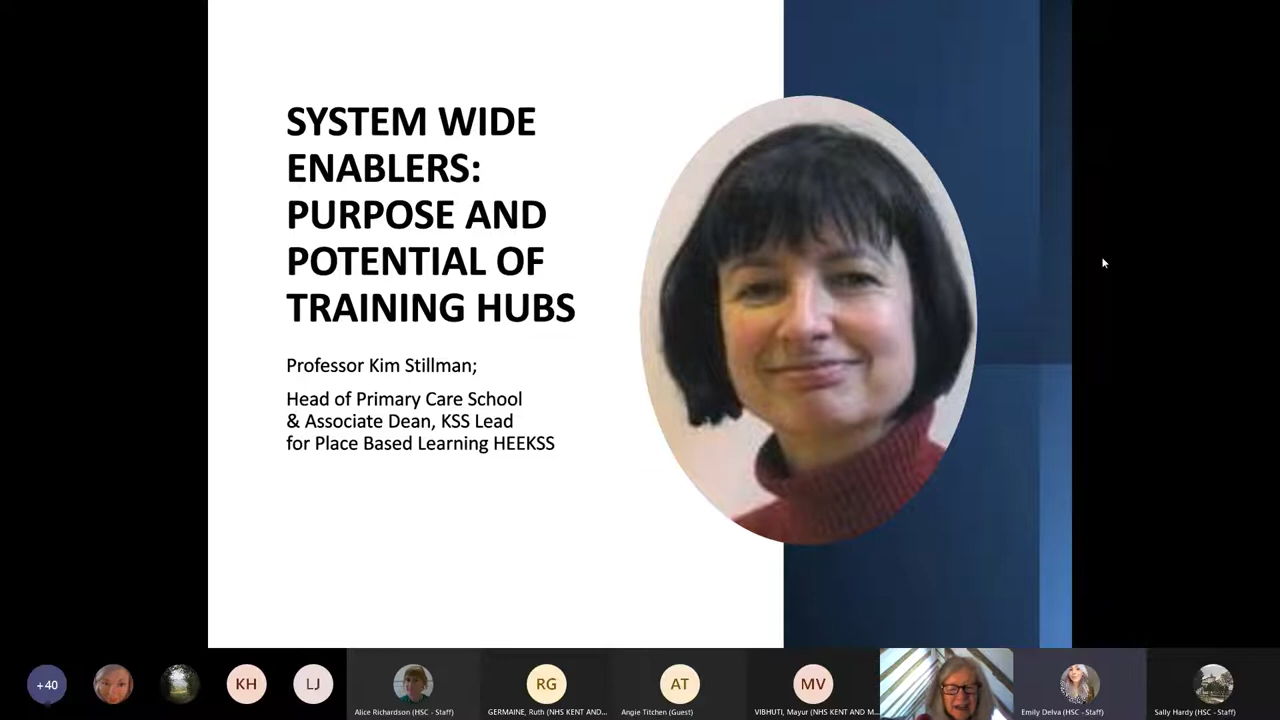 SYSTEM WIDE
ENABLERS:
PURPOSE AND
POTENTIAL OF
TRAINING HUBS
Professor Kim Stillman;
Head of Primary Care School
& Associate Dean, KSS Lead
for Place Based Learning HEEKSS
+40
KH
LJ
Alice Richardson (HSC - Staff)
RG
GERMAINE, Ruth (NHS KENT AND...
AT
Angie Titchen (Guest)
MV
VIBHUTI, Mayur (NHS KENT AND M...
Emily Delva (HSC - Staff)
Sally Hardy (HSC - Staff)